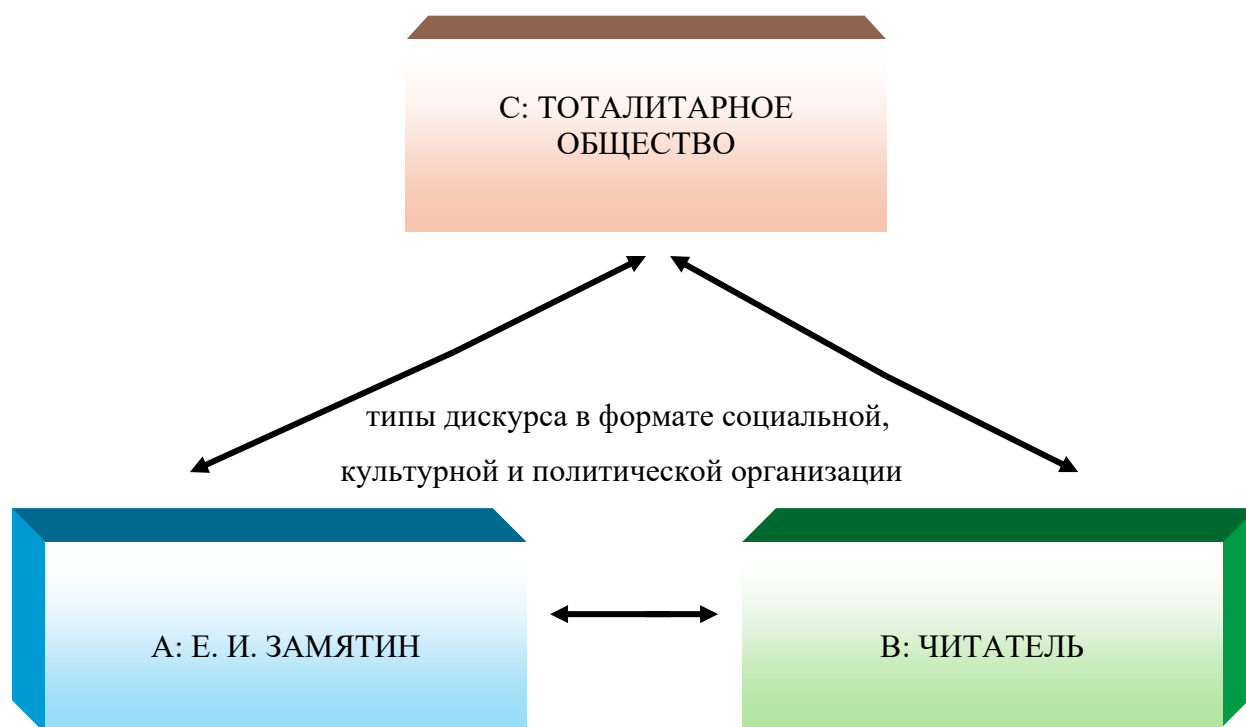 С: ТОТАЛИТАРНОЕ
ОБЩЕСТВО
типы дискурса в формате социальной,
культурной и политической организации
А: Е. И. ЗАМЯТИН
В: ЧИТАТЕЛЬ